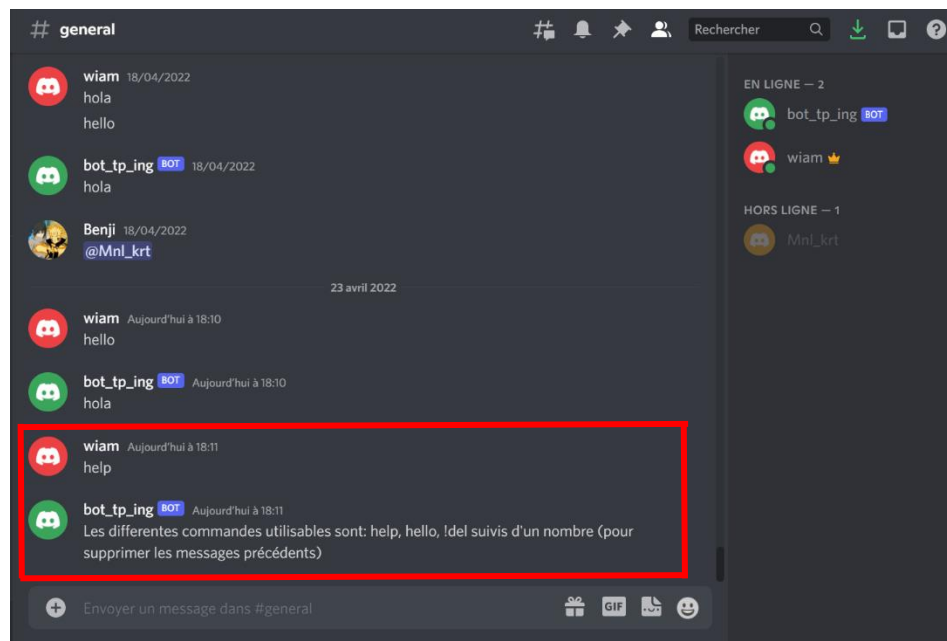 # general
Rechercher
wiam 18/04/2022
hola
hello
bot_tp_ing BOT 18/04/2022
hola
Benji 18/04/2022
@Mnl_krt
23 avril 2022
wiam Aujourd'hui à 18:10
hello
bot_tp_ing BOT Aujourd'hui à 18:10
hola
wiam Aujourd'hui à 18:11
help
bot_tp_ing BOT Aujourd'hui à 18:11
Les differentes commandes utilisables sont: help, hello, !del suivis d'un nombre (pour
supprimer les messages précédents)
Envoyer un message dans #general
GIF
EN LIGNE — 2
bot_tp_ing BOT
wiam
HORS LIGNE — 1
Mnl_krt